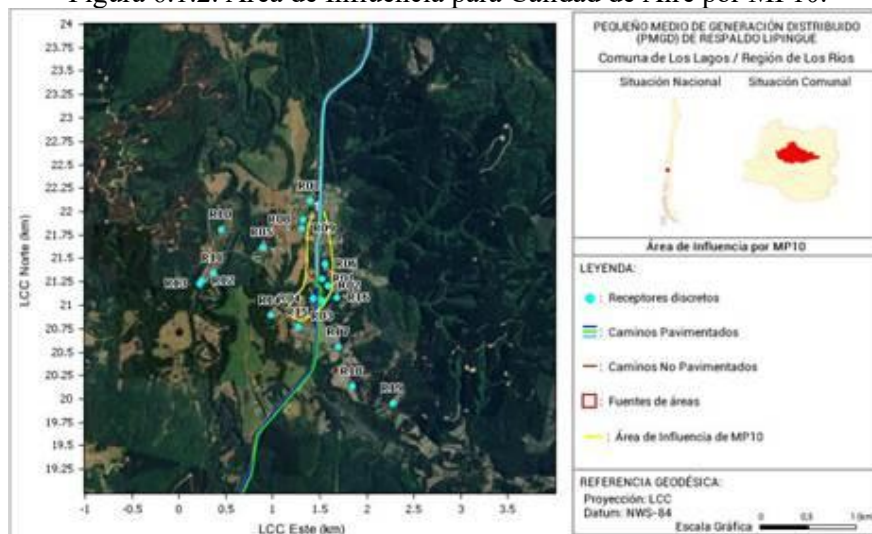 Figura 6.1.2. Área de Influencia para Calidad de Aire por MP10.
PEQUEÑO MEDIO DE GENERACIÓN DISTRIBUIDO
(PMGD) DE RESPALDO LIPINGUE
Comuna de Los Lagos / Región de Los Ríos
Situación Nacional
Situación Comunal
Área de Influencia por MP10
LEYENDA:
: Receptores discretos
: Caminos Pavimentados
: Caminos No Pavimentados
: Fuentes de áreas
: Área de Influencia de MP10
REFERENCIA GEODÉSICA:
Proyección: LCC
Datum: NWS-84
Escala Gráfica
0
0,5
1 (km)
LCC Norte (km)
24
23.75
23.5
23.25
23
22.75
22.5
22.25
22
21.75
21.5
21.25
21
20.75
20.5
20.25
20
19.75
19.5
19.25
R10
R05
R08
R09
R06
R12
R13
R16
R17
R18
R19
-1
-0.5
0
0.5
1
1.5
2
2.5
3
3.5
LCC Este (km)